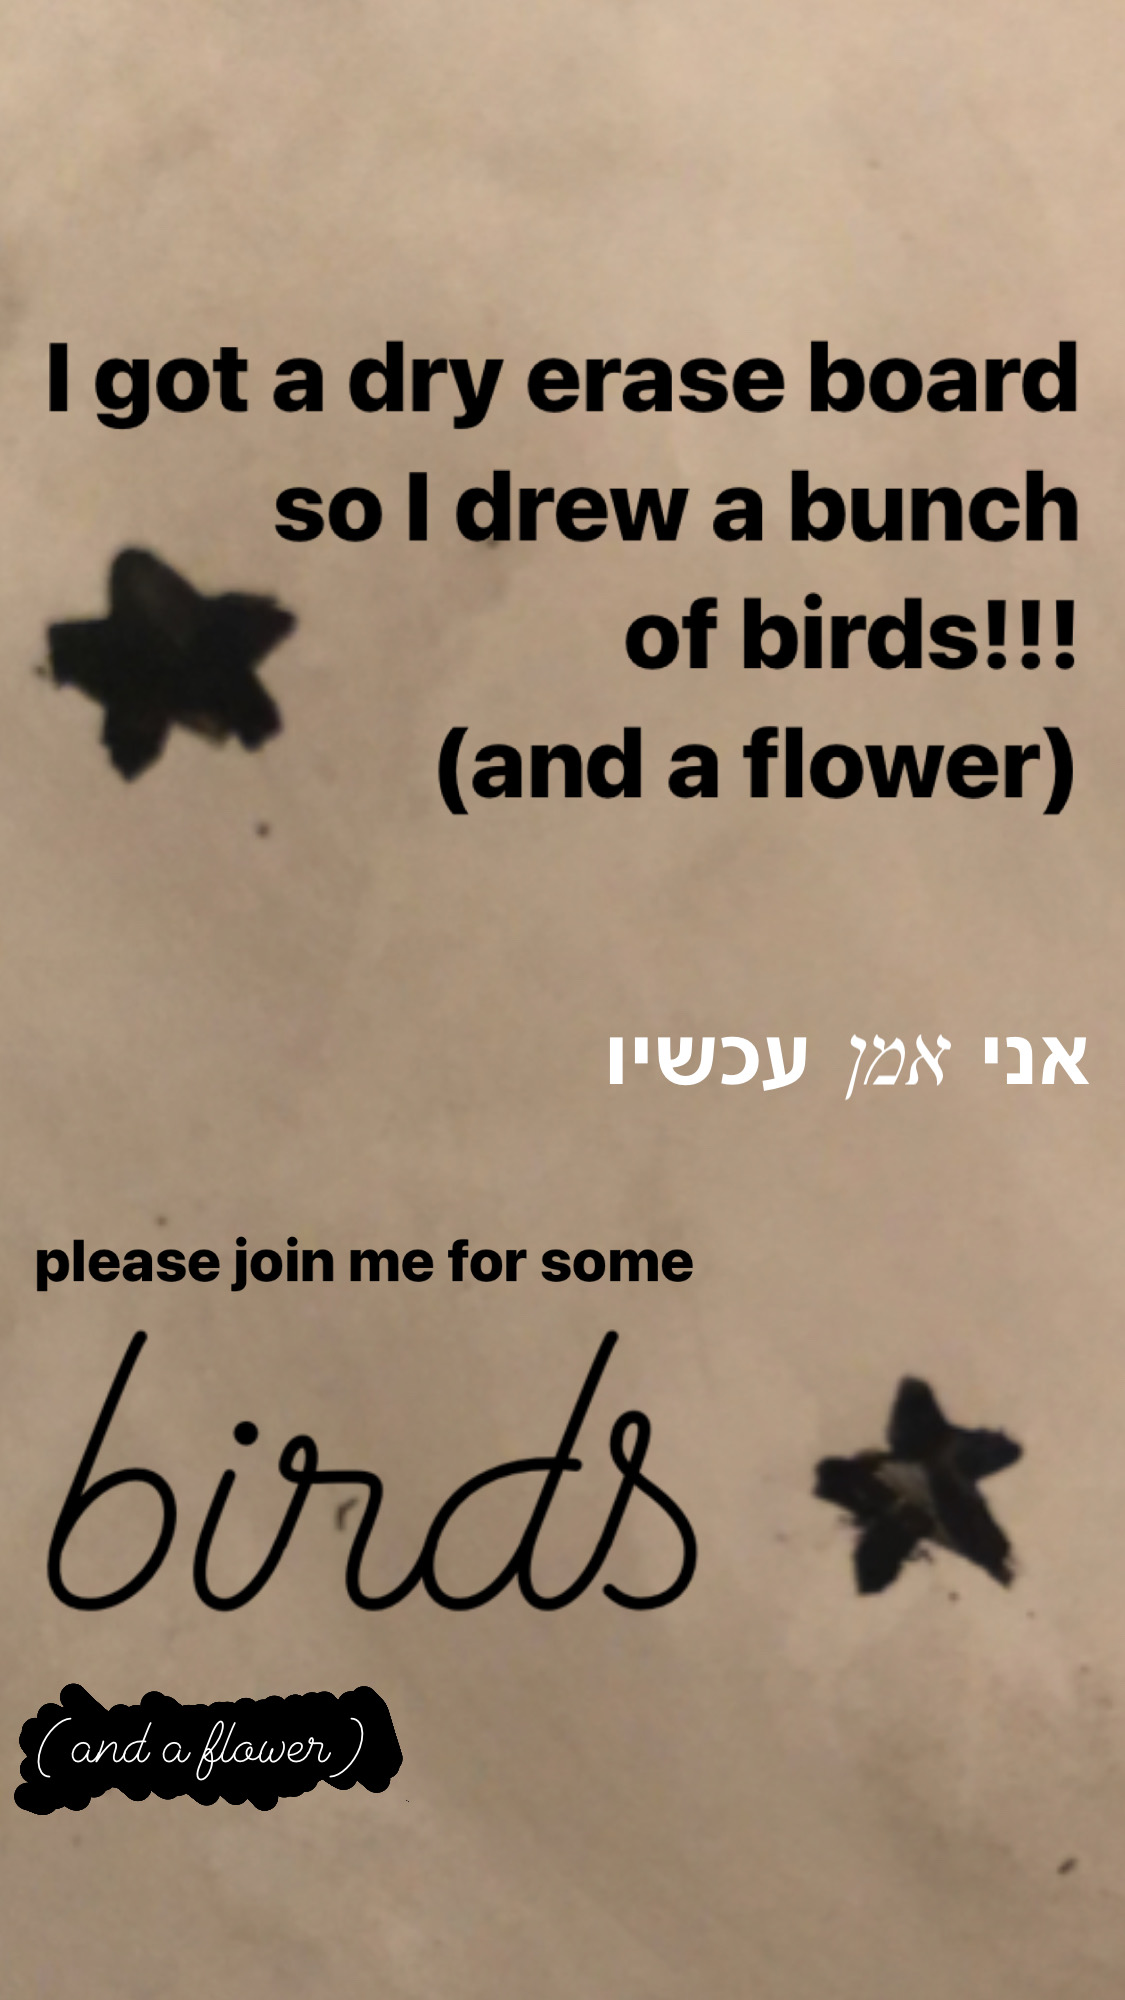 I got a dry erase board
so I drew a bunch
of birds!!!
(and a flower)
אני אמן עכשיו
please join me for some
birds
(and a flower)